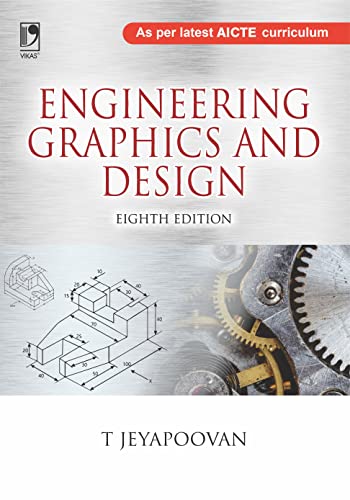 As per latest AICTE curriculum
VIKAS®
ENGINEERING
GRAPHICS AND
DESIGN
EIGHTH EDITION
T JEYAPOOVAN